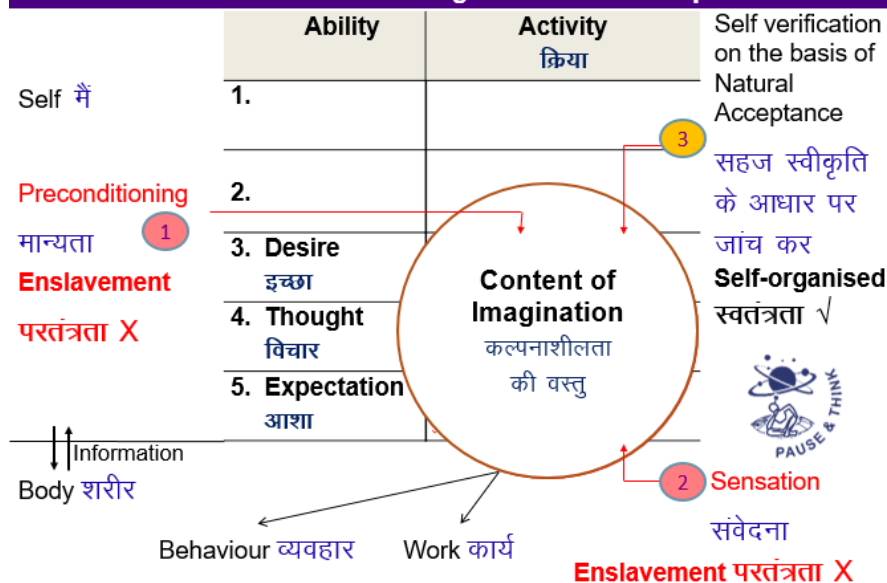 Ability
Activity
क्रिया
Self verification
on the basis of
Natural
Acceptance
सहज स्वीकृति
के आधार पर
जांच कर
Self-organised
स्वतंत्रता √
Self मैं
1.
3
Preconditioning
मान्यता
1
Enslavement
परतंत्रता X
2.
3. Desire
इच्छा
4. Thought
विचार
5. Expectation
आशा
Content of
Imagination
कल्पनाशीलता
की वस्तु
PAUSE & THINK
Information
Body शरीर
2
Sensation
संवेदना
Enslavement परतंत्रता X
Behaviour व्यवहार
Work कार्य